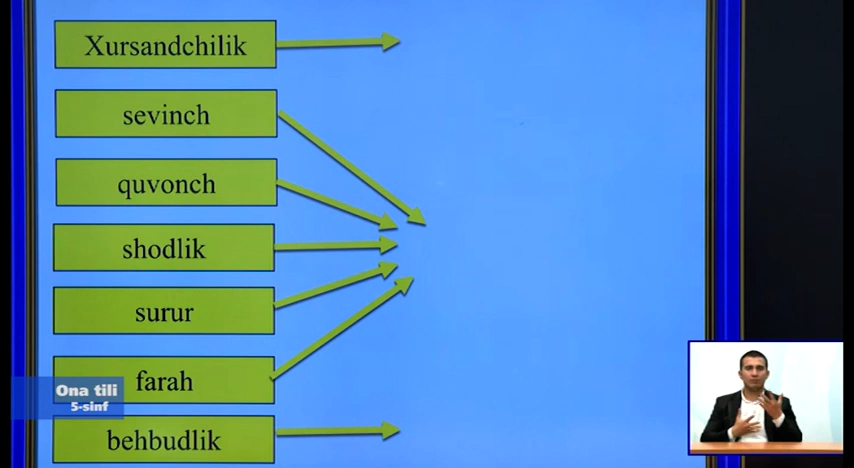 Xursandchilik
sevinch
quvonch
shodlik
surur
farah
Ona tili
5-sinf
behbudlik